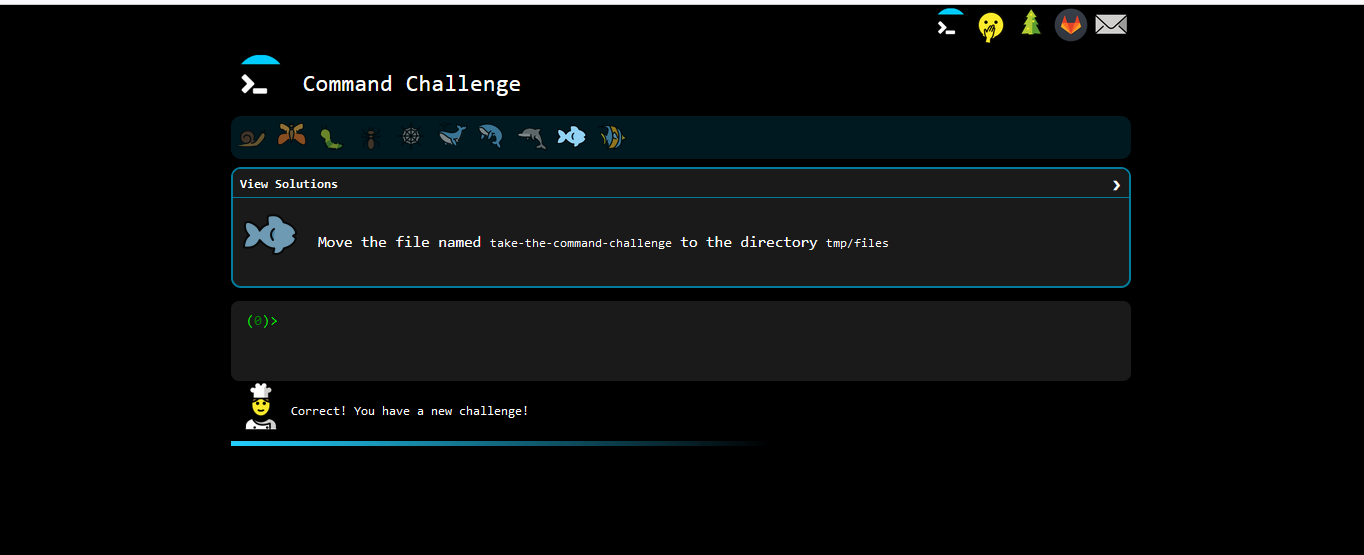 Command Challenge
View Solutions
Move the file named take-the-command-challenge to the directory tmp/files
(0)>
Correct! You have a new challenge!